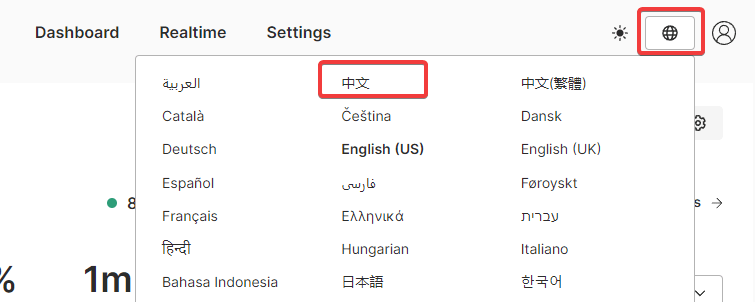 Dashboard Realtime Settings
العربية 中文 中文(繁體)
Català Čeština Dansk
Deutsch English (US) English (UK)
Español فارسی Føroyskt
8 s
Français Ελληνικά עברית
हिन्दी Hungarian Italiano
% 1m
Bahasa Indonesia 日本語 한국어